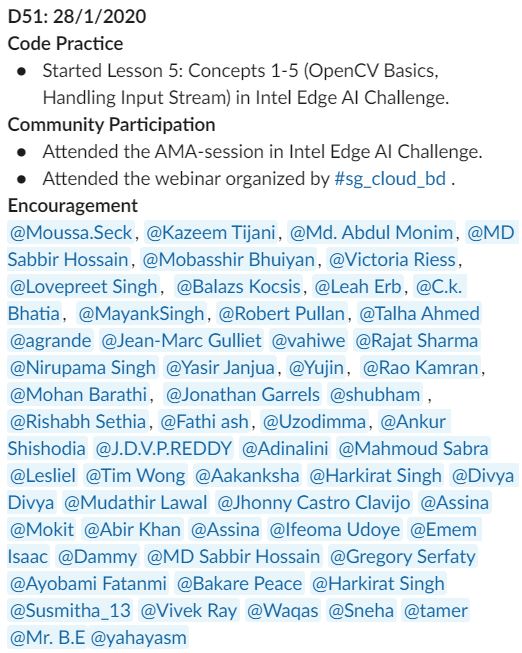 D51: 28/1/2020
Code Practice
● Started Lesson 5: Concepts 1-5 (OpenCV Basics,
Handling Input Stream) in Intel Edge AI Challenge.
Community Participation
● Attended the AMA-session in Intel Edge AI Challenge.
● Attended the webinar organized by #sg_cloud_bd .
Encouragement
@Moussa.Seck , @Kazeem Tijani , @Md. Abdul Monim , @MD
Sabbir Hossain , @Mobasshir Bhuiyan , @Victoria Riess ,
@Lovepreet Singh , @Balazs Kocsis , @Leah Erb , @C.k.
Bhatia , @MayankSingh , @Robert Pullan , @Talha Ahmed
@agrande @Jean-Marc Gulliet @vahiwe @Rajat Sharma
@Nirupama Singh @Yasir Janjua , @Yujin , @Rao Kamran ,
@Mohan Barathi , @Jonathan Garrels @shubham ,
@Rishabh Sethia , @Fathi ash , @Uzodimma , @Ankur
Shishodia @J.D.V.P.REDDY @Adinalini @Mahmoud Sabra
@Lesliel @Tim Wong @Aakanksha @Harkirat Singh @Divya
Divya @Mudathir Lawal @Jhonny Castro Clavijo @Assina
@Mokit @Abir Khan @Assina @Ifeoma Udoye @Emem
Isaac @Dammy @MD Sabbir Hossain @Gregory Serfaty
@Ayobami Fatanmi @Bakare Peace @Harkirat Singh
@Susmitha_13 @Vivek Ray @Waqas @Sneha @tamer
@Mr. B.E @yahayasm